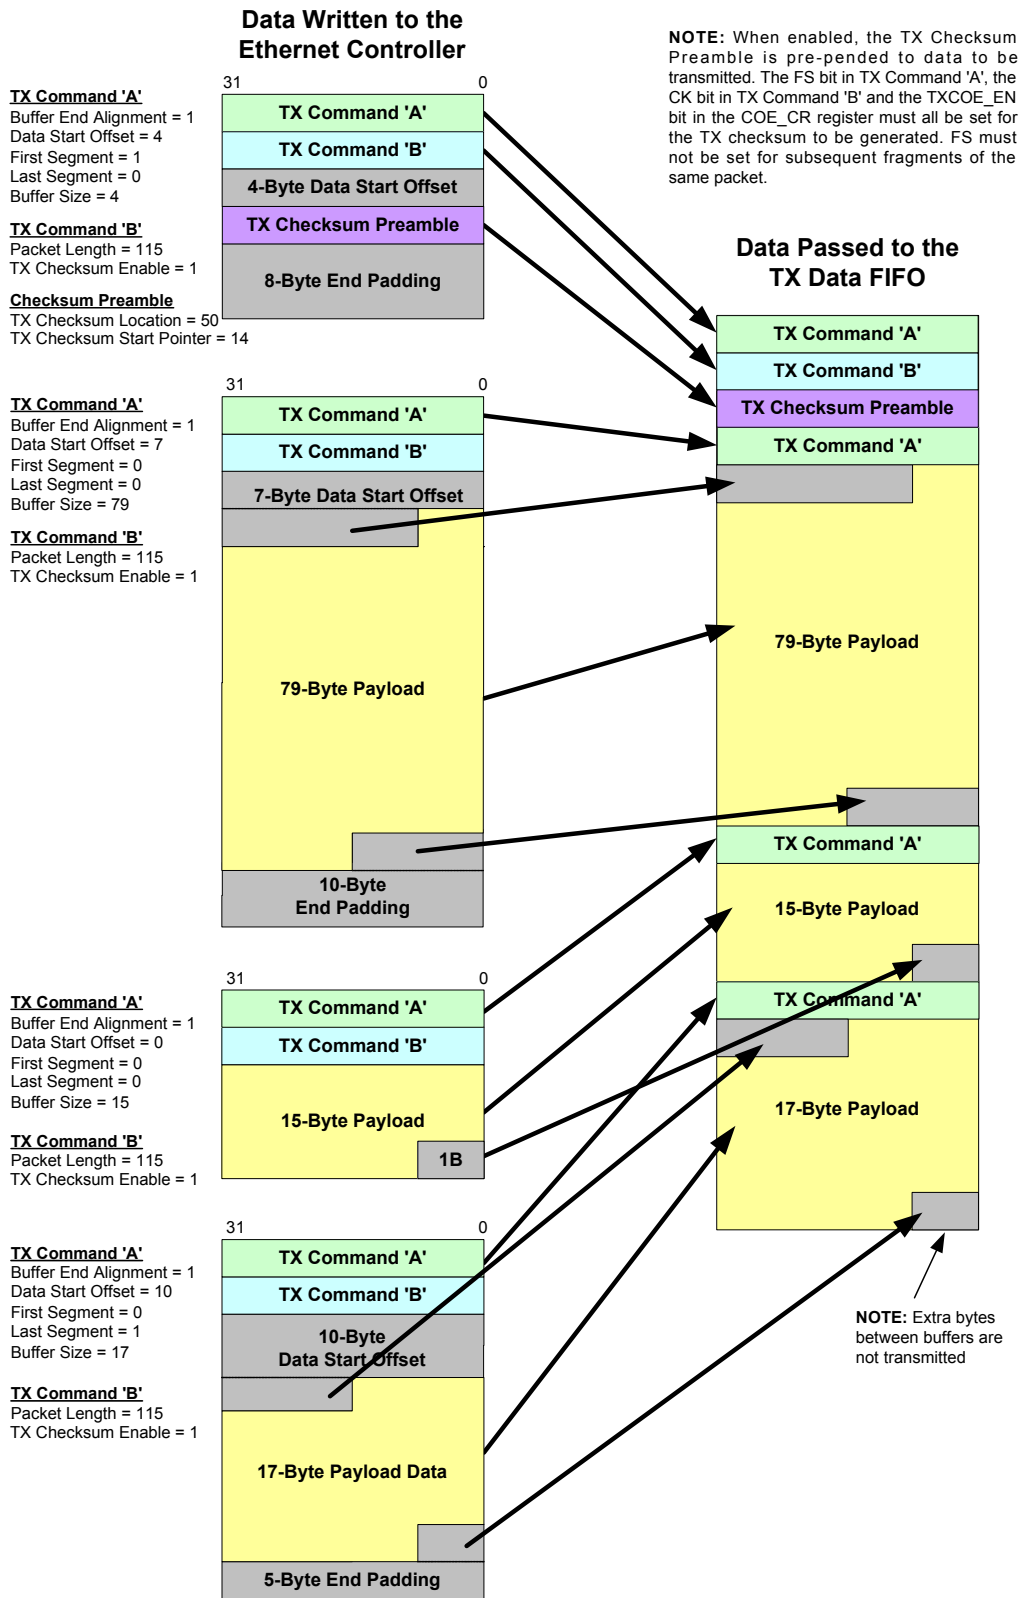 Data Written to the
Ethernet Controller
NOTE: When enabled, the TX Checksum
Preamble is pre-pended to data to be
transmitted. The FS bit in TX Command 'A', the
CK bit in TX Command 'B' and the TXCOE_EN
bit in the COE_CR register must all be set for
the TX checksum to be generated. FS must
not be set for subsequent fragments of the
same packet.
31 0
TX Command 'A'
Buffer End Alignment = 1
Data Start Offset = 4
First Segment = 1
Last Segment = 0
Buffer Size = 4
TX Command 'B'
Packet Length = 115
TX Checksum Enable = 1
Checksum Preamble
TX Checksum Location = 50
TX Checksum Start Pointer = 14
TX Command 'A'
TX Command 'B'
4-Byte Data Start Offset
TX Checksum Preamble
8-Byte End Padding
Data Passed to the
TX Data FIFO
TX Command 'A'
TX Command 'B'
TX Checksum Preamble
TX Command 'A'
79-Byte Payload
TX Command 'A'
15-Byte Payload
TX Command 'A'
17-Byte Payload
NOTE: Extra bytes
between buffers are
not transmitted
31 0
TX Command 'A'
Buffer End Alignment = 1
Data Start Offset = 7
First Segment = 0
Last Segment = 0
Buffer Size = 79
TX Command 'B'
Packet Length = 115
TX Checksum Enable = 1
TX Command 'A'
TX Command 'B'
7-Byte Data Start Offset
79-Byte Payload
10-Byte
End Padding
31 0
TX Command 'A'
Buffer End Alignment = 1
Data Start Offset = 0
First Segment = 0
Last Segment = 0
Buffer Size = 15
TX Command 'B'
Packet Length = 115
TX Checksum Enable = 1
TX Command 'A'
TX Command 'B'
15-Byte Payload
1B
31 0
TX Command 'A'
Buffer End Alignment = 1
Data Start Offset = 10
First Segment = 0
Last Segment = 1
Buffer Size = 17
TX Command 'B'
Packet Length = 115
TX Checksum Enable = 1
TX Command 'A'
TX Command 'B'
10-Byte
Data Start Offset
17-Byte Payload Data
5-Byte End Padding